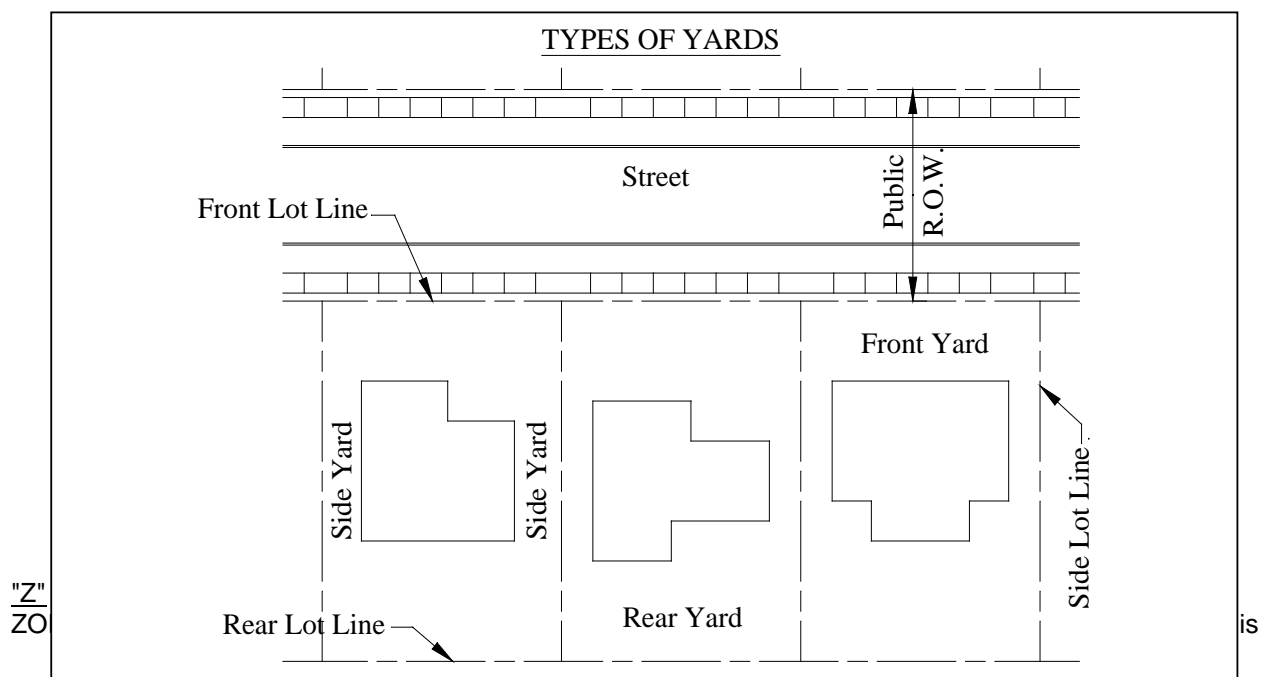 TYPES OF YARDS
Street
Public
R.O.W.
Front Lot Line
Front Yard
Side Yard
Side Yard
Side Lot Line
"Z"
Rear Yard
Rear Lot Line
is